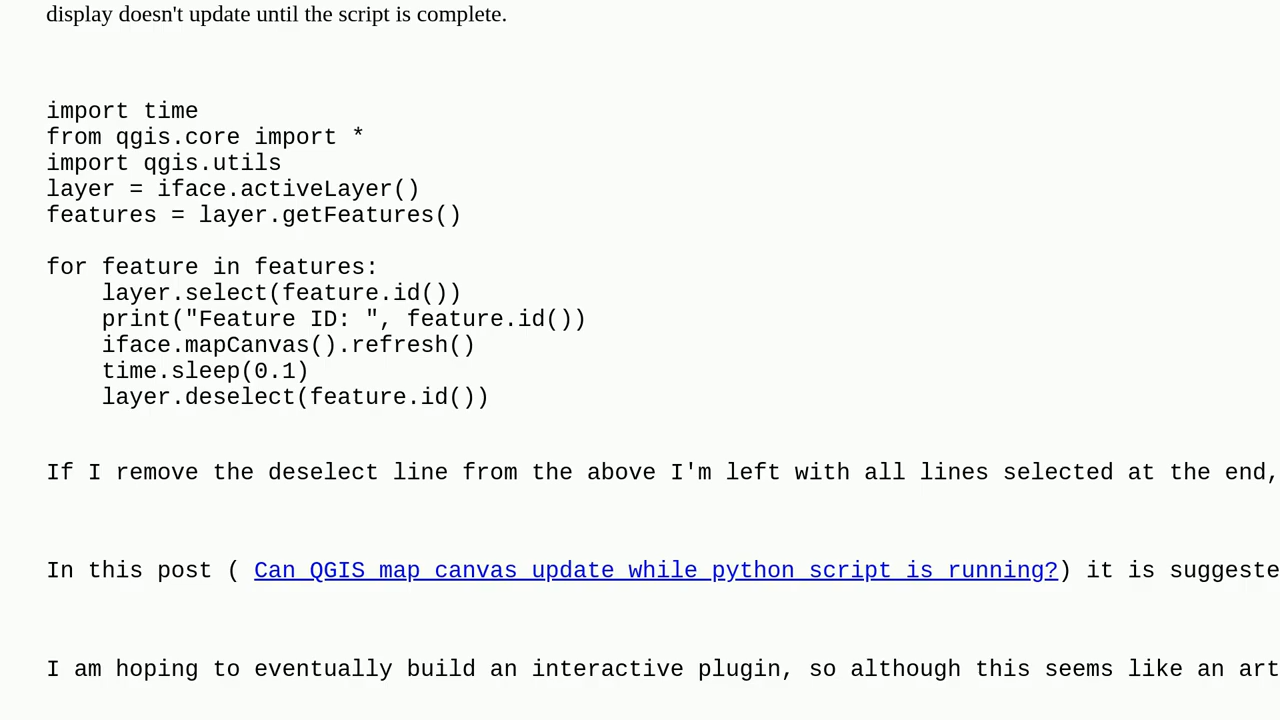 display doesn't update until the script is complete.
import time
from qgis.core import *
import qgis.utils
layer = iface.activeLayer()
features = layer.getFeatures()
for feature in features:
    layer.select(feature.id())
    print("Feature ID: ", feature.id())
    iface.mapCanvas().refresh()
    time.sleep(0.1)
    layer.deselect(feature.id())
If I remove the deselect line from the above I'm left with all lines selected at the end,
In this post ( Can QGIS map canvas update while python script is running?) it is suggeste
I am hoping to eventually build an interactive plugin, so although this seems like an art